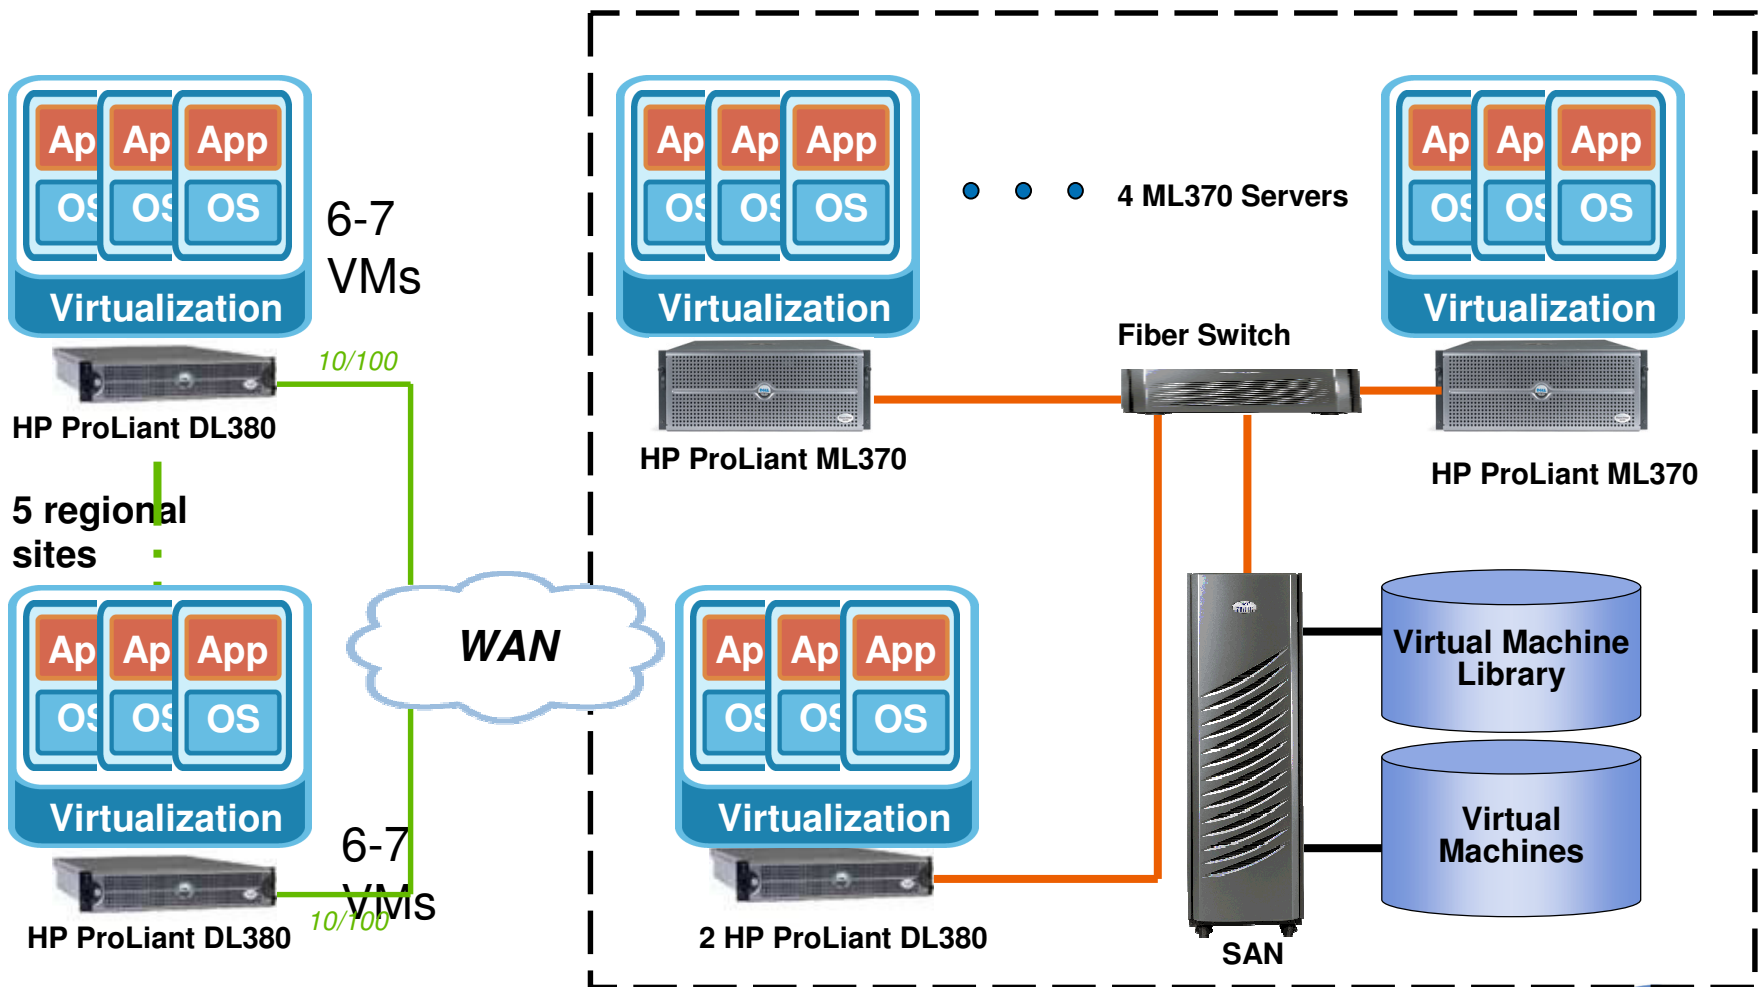 Ap Ap App
OS OS OS
Virtualization
6-7
VMs
10/100
HP ProLiant DL380
5 regional
sites
Ap Ap App
OS OS OS
Virtualization
6-7
VMs
10/100
HP ProLiant DL380
WAN
Ap Ap App
OS OS OS
Virtualization
HP ProLiant ML370
4 ML370 Servers
Ap Ap App
OS OS OS
Virtualization
HP ProLiant ML370
Fiber Switch
Ap Ap App
OS OS OS
Virtualization
2 HP ProLiant DL380
SAN
Virtual Machine
Library
Virtual
Machines